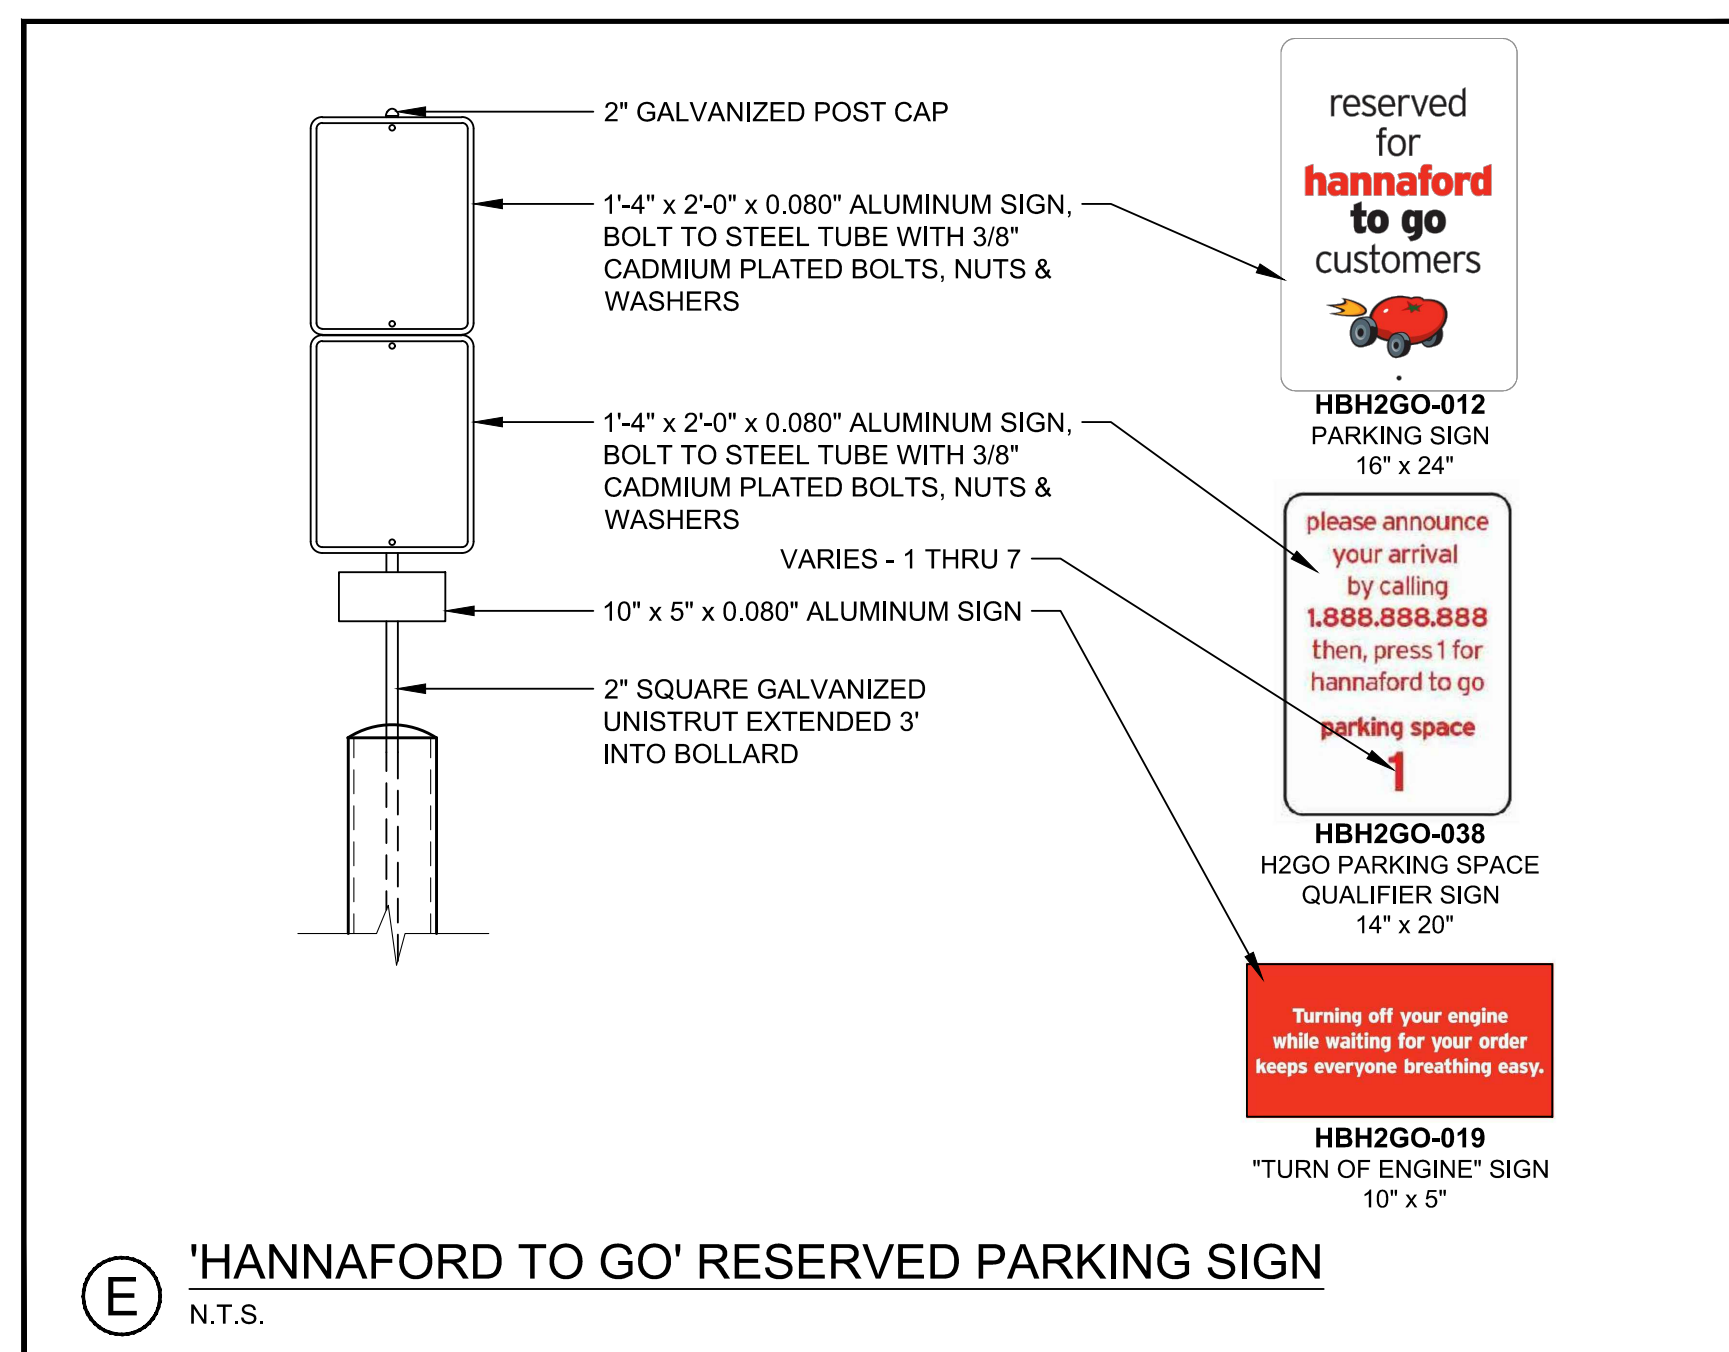 2" GALVANIZED POST CAP
1'-4" x 2'-0" x 0.080" ALUMINUM SIGN,
BOLT TO STEEL TUBE WITH 3/8"
CADMIUM PLATED BOLTS, NUTS &
WASHERS
1'-4" x 2'-0" x 0.080" ALUMINUM SIGN,
BOLT TO STEEL TUBE WITH 3/8"
CADMIUM PLATED BOLTS, NUTS &
WASHERS
VARIES - 1 THRU 7
10" x 5" x 0.080" ALUMINUM SIGN
2" SQUARE GALVANIZED
UNISTRUT EXTENDED 3'
INTO BOLLARD
reserved
for
hannaford
to go
customers
HBH2GO-012
PARKING SIGN
16" x 24"
please announce
your arrival
by calling
1.888.888.888
then, press 1 for
hannaford to go
parking space
1
HBH2GO-038
H2GO PARKING SPACE
QUALIFIER SIGN
14" x 20"
Turning off your engine
while waiting for your order
keeps everyone breathing easy.
HBH2GO-019
"TURN OF ENGINE" SIGN
10" x 5"
E
'HANNAFORD TO GO' RESERVED PARKING SIGN
N.T.S.